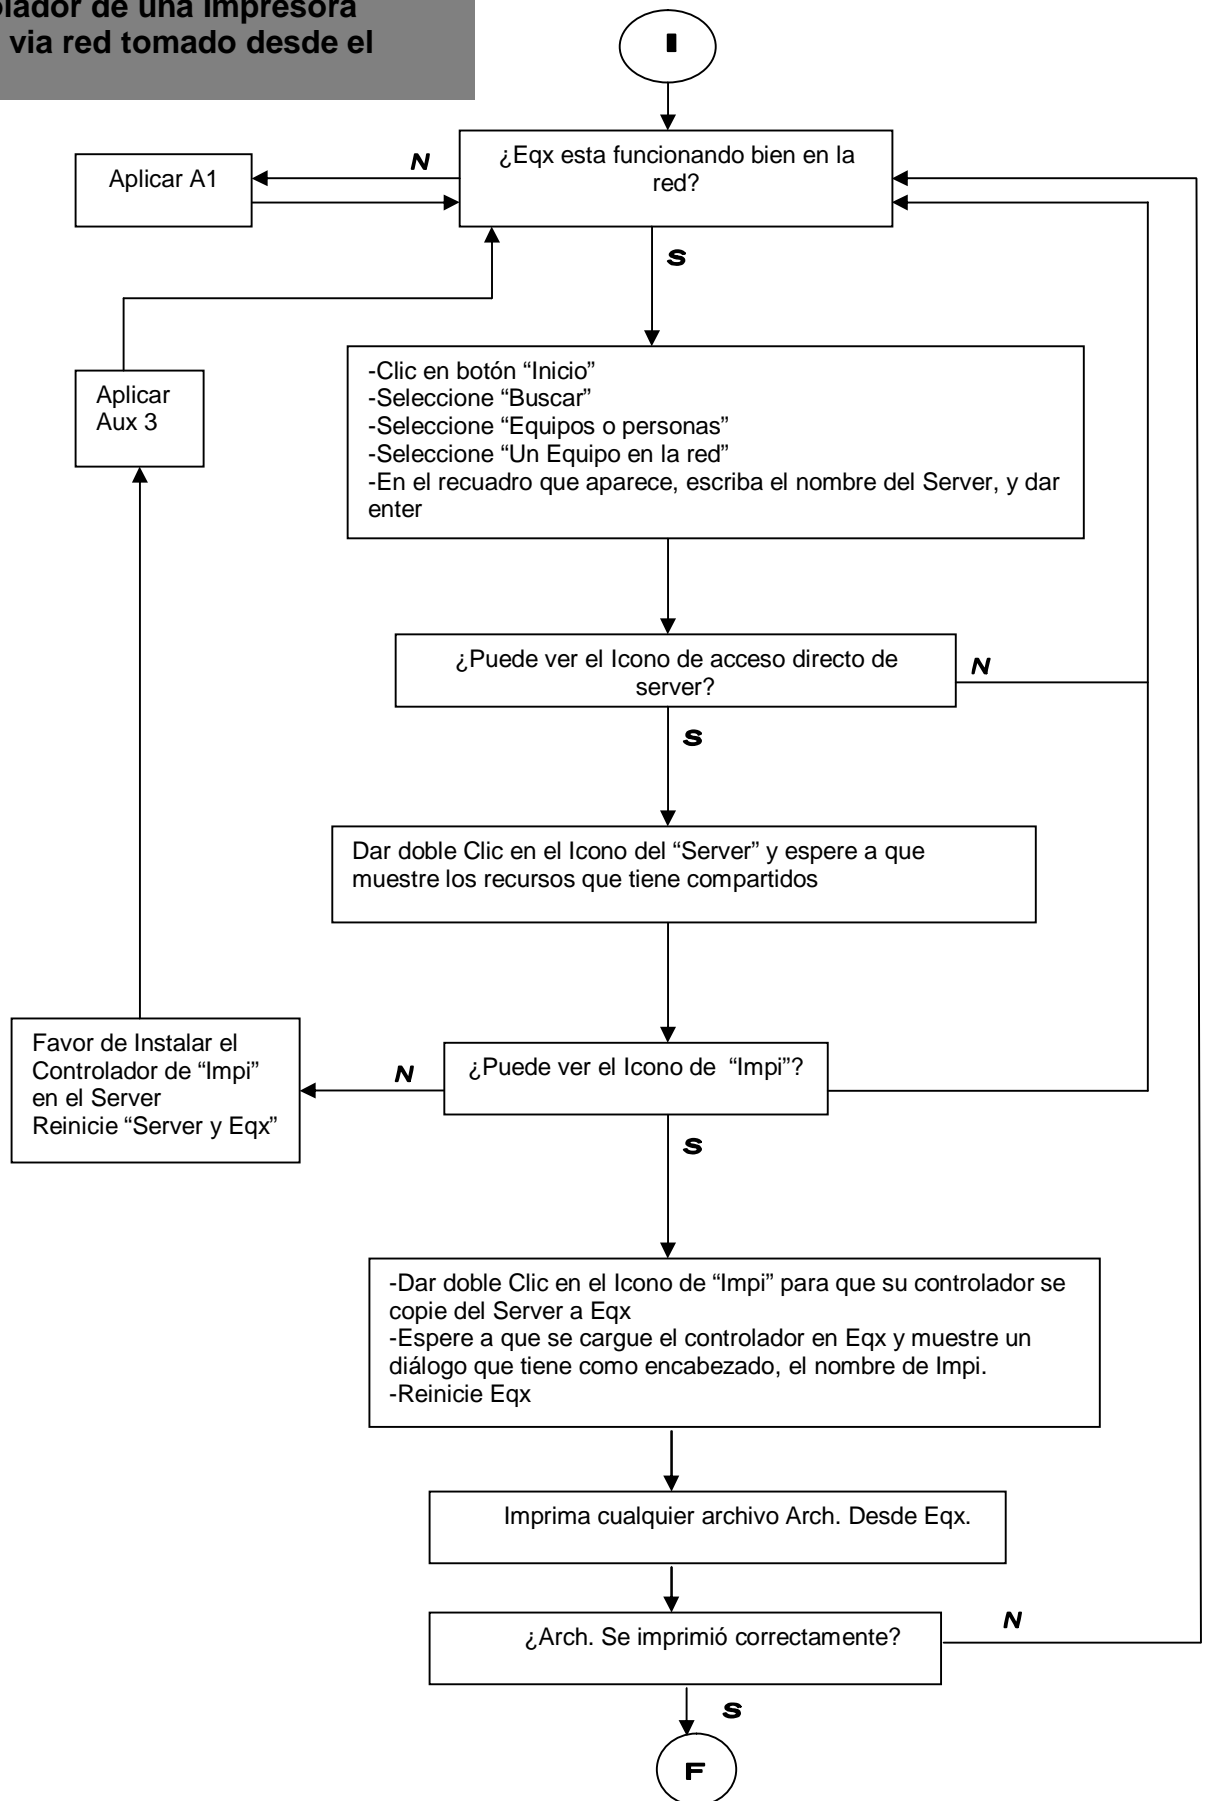 olador de una Impresora
via red tomado desde el
I
¿Eqx esta funcionando bien en la
red?
N
Aplicar A1
S
-Clic en botón “Inicio”
-Seleccione “Buscar”
-Seleccione “Equipos o personas”
-Seleccione “Un Equipo en la red”
-En el recuadro que aparece, escriba el nombre del Server, y dar
enter
Aplicar
Aux 3
¿Puede ver el Icono de acceso directo de
server?
N
S
Dar doble Clic en el Icono del “Server” y espere a que
muestre los recursos que tiene compartidos
Favor de Instalar el
Controlador de “Impi”
en el Server
Reinicie “Server y Eqx”
N
¿Puede ver el Icono de “Impi”?
S
-Dar doble Clic en el Icono de “Impi” para que su controlador se
copie del Server a Eqx
-Espere a que se cargue el controlador en Eqx y muestre un
diálogo que tiene como encabezado, el nombre de Impi.
-Reinicie Eqx
Imprima cualquier archivo Arch. Desde Eqx.
¿Arch. Se imprimió correctamente?
N
S
F